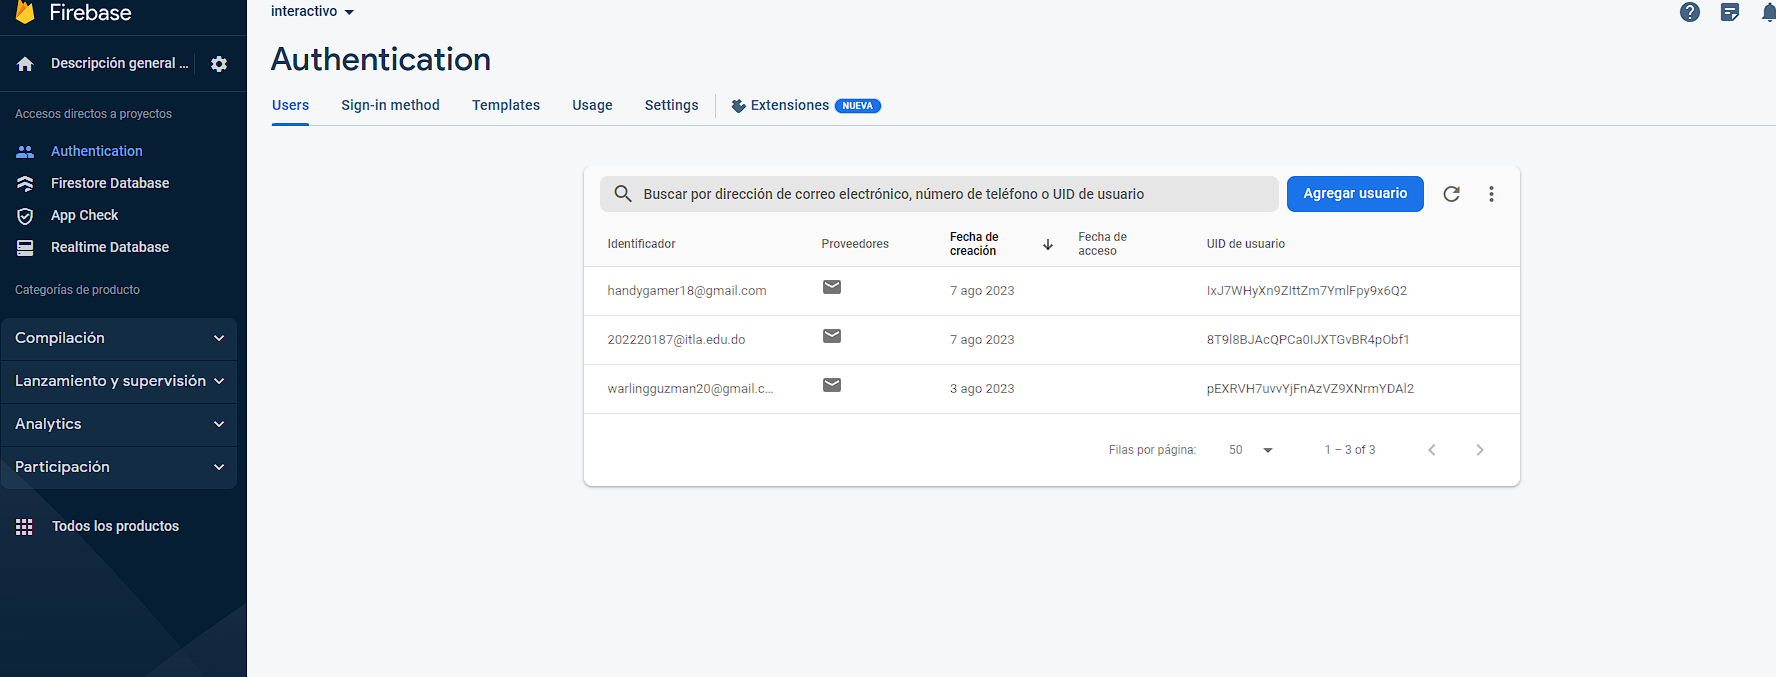 Firebase
interactivo
Descripción general ...
Authentication
Users Sign-in method Templates Usage Settings Extensiones NUEVA
Accesos directos a proyectos
Authentication
Firestore Database
App Check
Realtime Database
Categorías de producto
Compilación
Lanzamiento y supervisión
Analytics
Participación
Todos los productos
Buscar por dirección de correo electrónico, número de teléfono o UID de usuario Agregar usuario
Identificador Proveedores Fecha de creación Fecha de acceso UID de usuario
handygamer18@gmail.com 7 ago 2023 IxJ7WHyXn9ZIttZm7YmlFpy9x6Q2
202220187@itla.edu.do 7 ago 2023 8T9l8BJAcQPCa0IJXTGvBR4pObf1
warlingguzman20@gmail.c... 3 ago 2023 pEXRVH7uvvYjFnAzVZ9XNrmYDAl2
Filas por página: 50 1 – 3 of 3